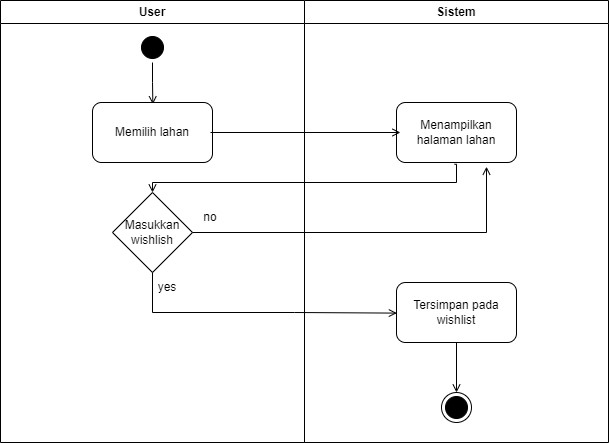 User
Sistem
Memilih lahan
Menampilkan
halaman lahan
Masukkan
wishlish
no
yes
Tersimpan pada
wishlist